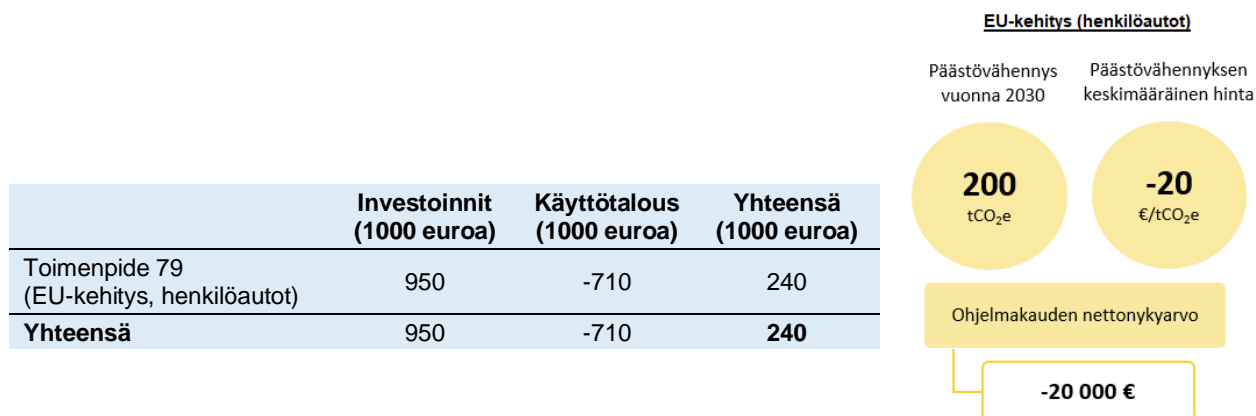 EU-kehitys (henkilöautot)
Päästövähennys
vuonna 2030
Päästövähennyksen
keskimääräinen hinta
200
tCO₂e
-20
€/tCO₂e
Ohjelmakauden nettonykyarvo
-20 000 €
Investoinnit
(1000 euroa)
Käyttötalous
(1000 euroa)
Yhteensä
(1000 euroa)
Toimenpide 79
(EU-kehitys, henkilöautot)
950
-710
240
Yhteensä
950
-710
240